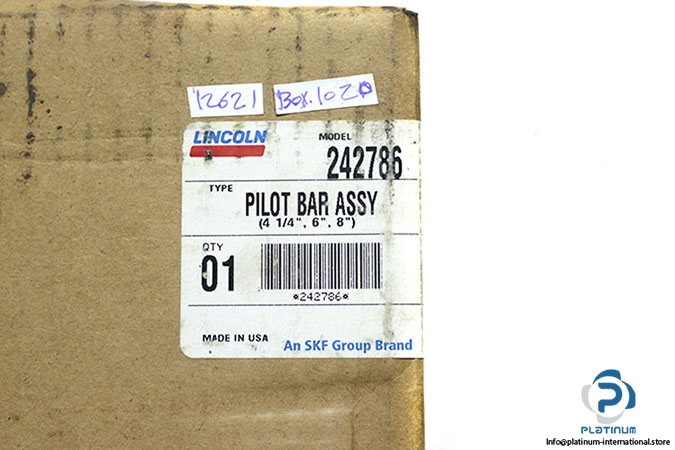 12621 Box.1020
LINCOLN
MODEL
242786
TYPE
PILOT BAR ASSY
(4 1/4", 6", 8")
QTY
01
*242786*
MADE IN USA
An SKF Group Brand
PLATINUM
Info@platinum-international.store